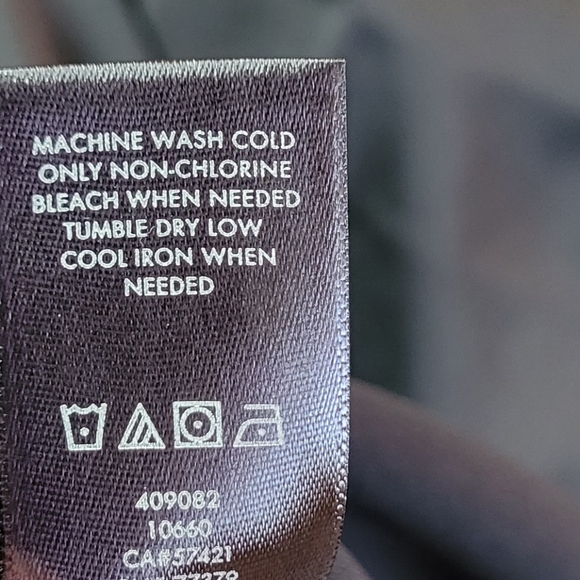 MACHINE WASH COLD
ONLY NON-CHLORINE
BLEACH WHEN NEEDED
TUMBLE DRY LOW
COOL IRON WHEN
NEEDED
409082
10660
CA#57421